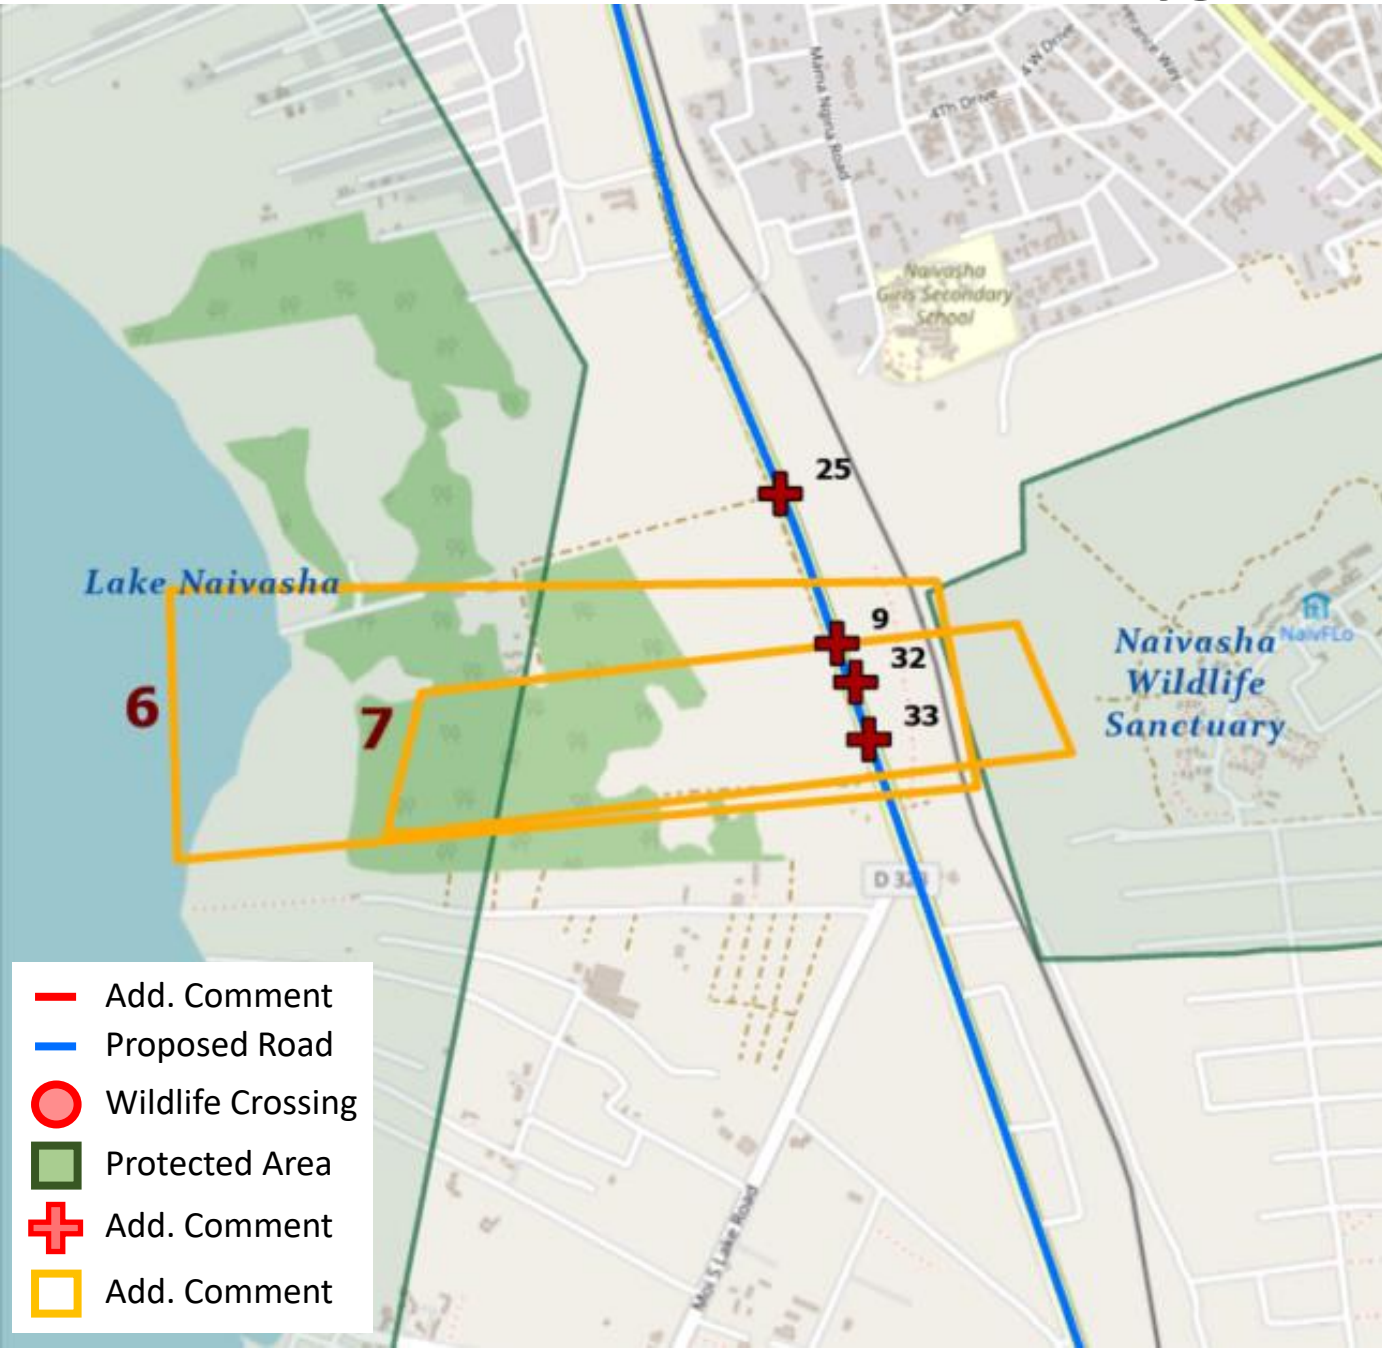 4 W Drive
4Th Drive
Mama Ngina Road
Naivasha
Girls Secondary
School
25
Lake Naivasha
9
32
33
6
7
NaivFLo
Naivasha
Wildlife
Sanctuary
Moi S Lake Road
Add. Comment
Proposed Road
Wildlife Crossing
Protected Area
Add. Comment
Add. Comment